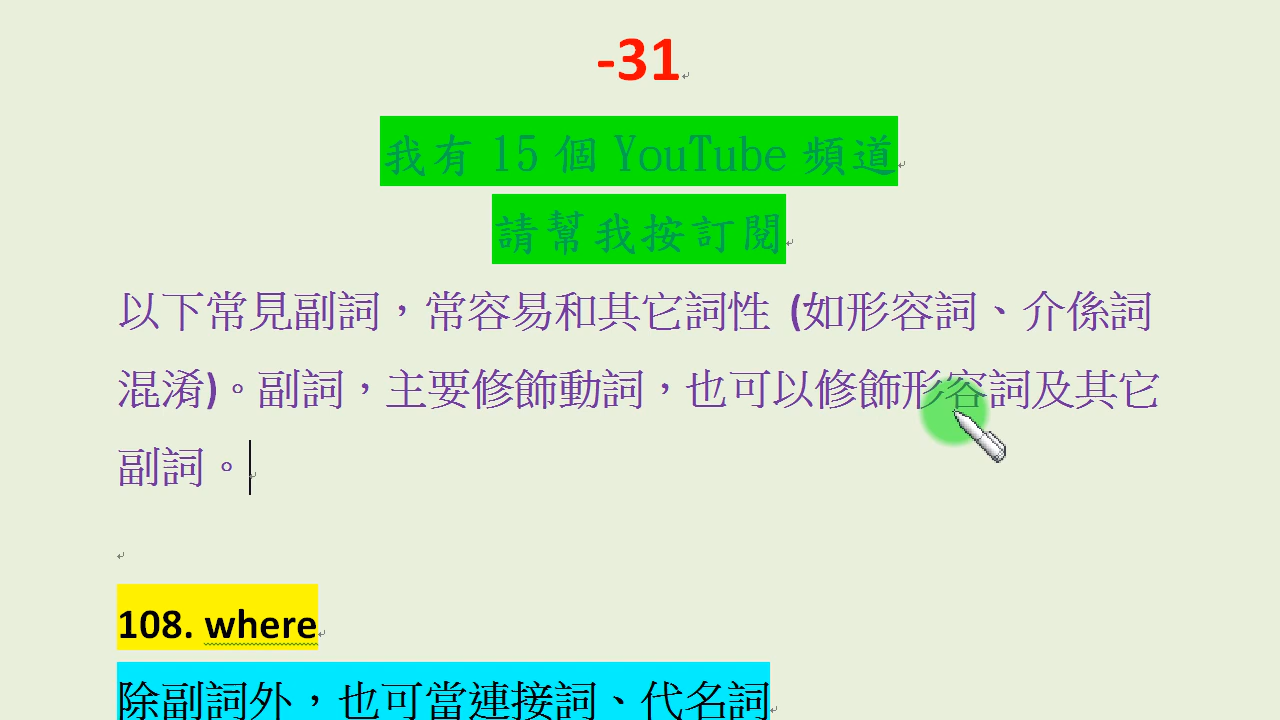 -31
我有 15 個 YouTube 頻道
請幫我按訂閱
以下常見副詞，常容易和其它詞性 (如形容詞、介係詞
混淆)。副詞，主要修飾動詞，也可以修飾形容詞及其它
副詞。
108. where
除副詞外，也可當連接詞、代名詞